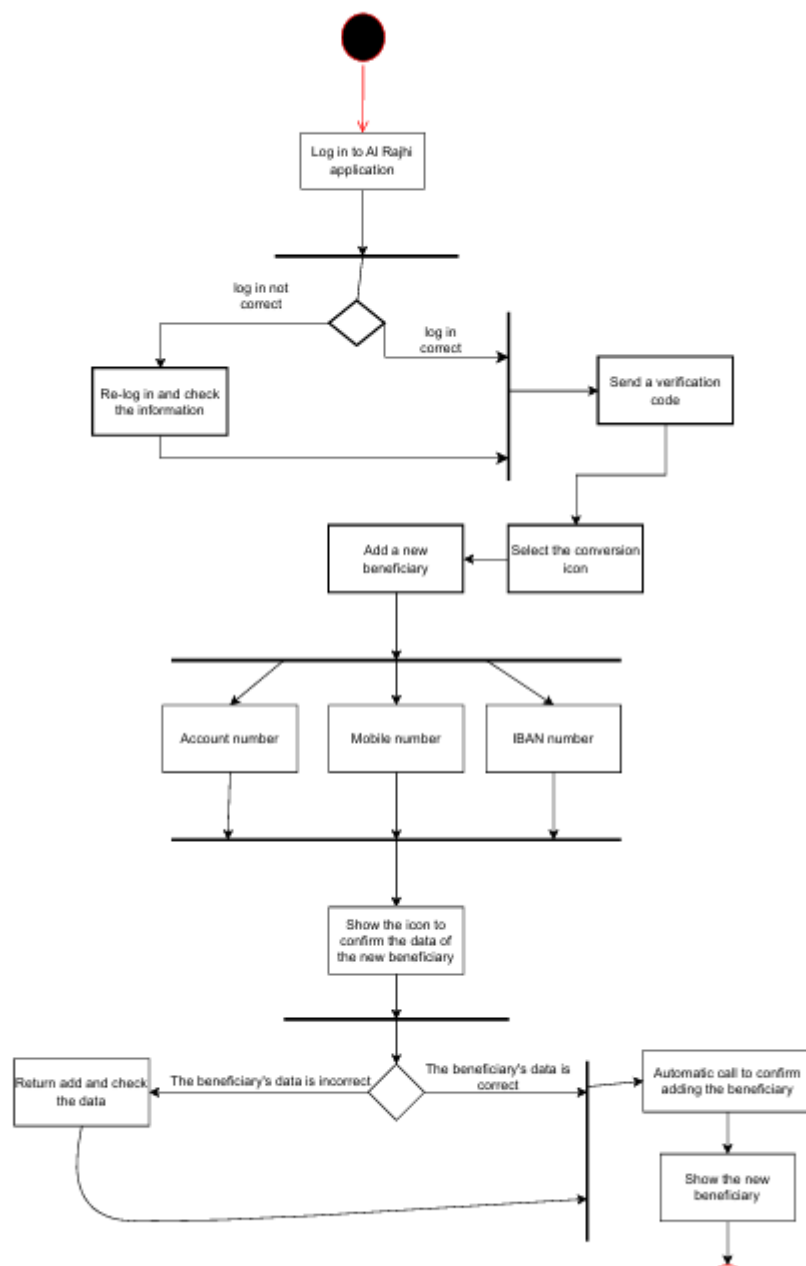 Log in to Al Rajhi
application
log in not
correct
log in
correct
Re-log in and check
the information
Send a verification
code
Add a new
beneficiary
Select the conversion
icon
Account number
Mobile number
IBAN number
Show the icon to
confirm the data of
the new beneficiary
Return add and check
the data
The beneficiary's data is incorrect
The beneficiary's data is
correct
Automatic call to confirm
adding the beneficiary
Show the new
beneficiary